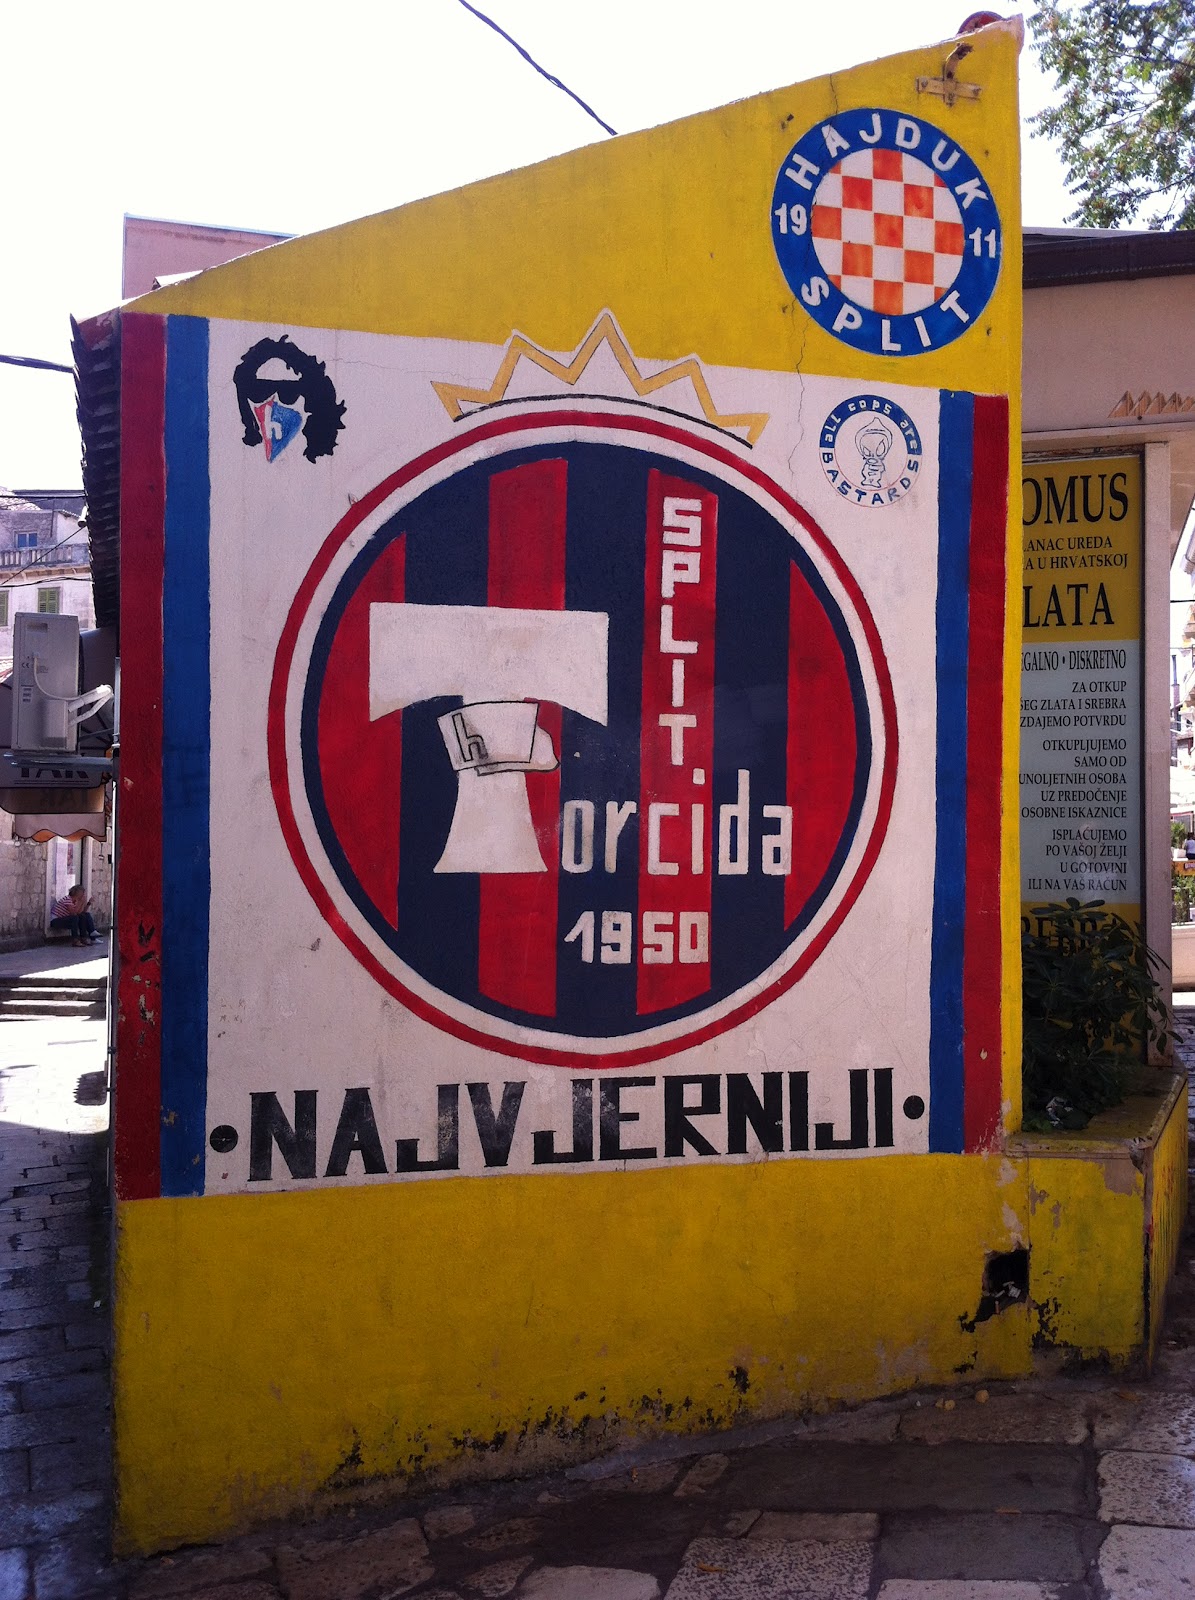 HAJDUK
19 11
SPLIT
h
all cops are
BASTARDS
SPLIT.
h
Torcida
1950
•NAJVJERNIJI•
OMUS
LANAC UREDA
A U HRVATSKOJ
LATA
EGALNO • DISKRETNO
ZA OTKUP
SEG ZLATA I SREBRA
ZDAJEMO POTVRDU
OTKUPLJUJEMO
SAMO OD
UNOLJETNIH OSOBA
UZ PREDOČENJE
OSOBNE ISKAZNICE
ISPLAĆUJEMO
PO VAŠOJ ŽELJI
U GOTOVINI
ILI NA VAŠ RAČUN